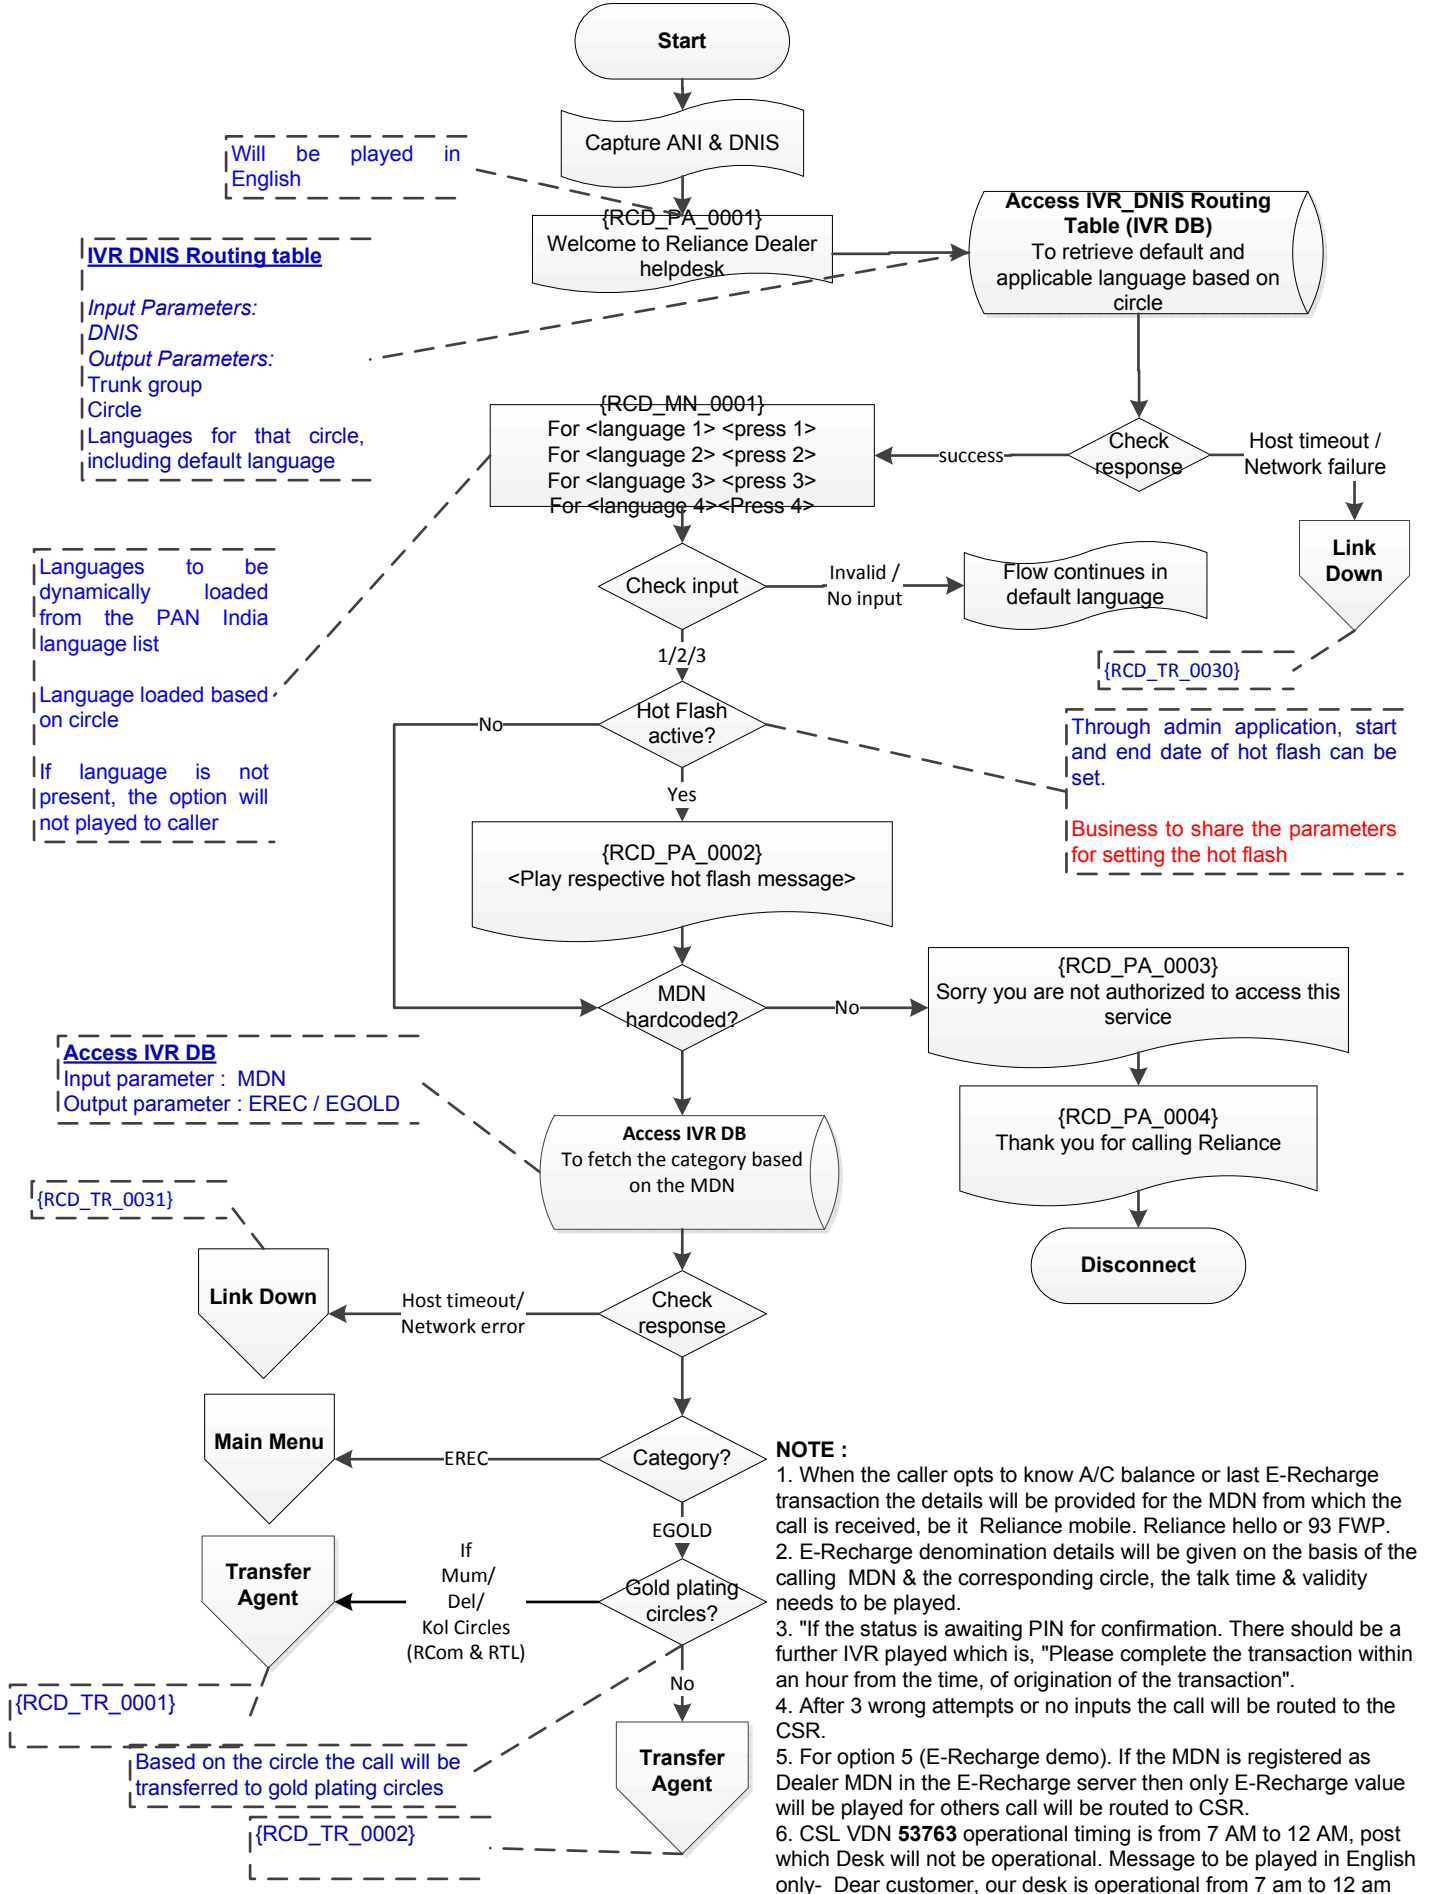 Start
Capture ANI & DNIS
Will be played in
English
{RCD_PA_0001}
Welcome to Reliance Dealer
helpdesk
Access IVR_DNIS Routing
Table (IVR DB)
To retrieve default and
applicable language based on
circle
IVR DNIS Routing table
Input Parameters:
DNIS
Output Parameters:
Trunk group
Circle
Languages for that circle,
including default language
{RCD_MN_0001}
For <language 1> <press 1>
For <language 2> <press 2>
For <language 3> <press 3>
For <language 4><Press 4>
success
Check
response
Host timeout /
Network failure
Link
Down
{RCD_TR_0030}
Languages to be
dynamically loaded
from the PAN India
language list
Language loaded based
on circle
If language is not
present, the option will
not played to caller
Check input
Invalid /
No input
Flow continues in
default language
1/2/3
Hot Flash
active?
No
Yes
Through admin application, start
and end date of hot flash can be
set.
Business to share the parameters
for setting the hot flash
{RCD_PA_0002}
<Play respective hot flash message>
MDN
hardcoded?
No
{RCD_PA_0003}
Sorry you are not authorized to access this
service
{RCD_PA_0004}
Thank you for calling Reliance
Disconnect
Access IVR DB
Input parameter : MDN
Output parameter : EREC / EGOLD
Access IVR DB
To fetch the category based
on the MDN
{RCD_TR_0031}
Link Down
Host timeout/
Network error
Check
response
Main Menu
EREC
Category?
EGOLD
Transfer
Agent
If
Mum/
Del/
Kol Circles
(RCom & RTL)
Gold plating
circles?
No
{RCD_TR_0001}
Based on the circle the call will be
transferred to gold plating circles
Transfer
Agent
{RCD_TR_0002}
NOTE :
1. When the caller opts to know A/C balance or last E-Recharge
transaction the details will be provided for the MDN from which the
call is received, be it Reliance mobile. Reliance hello or 93 FWP.
2. E-Recharge denomination details will be given on the basis of the
calling MDN & the corresponding circle, the talk time & validity
needs to be played.
3. "If the status is awaiting PIN for confirmation. There should be a
further IVR played which is, "Please complete the transaction within
an hour from the time, of origination of the transaction".
4. After 3 wrong attempts or no inputs the call will be routed to the
CSR.
5. For option 5 (E-Recharge demo). If the MDN is registered as
Dealer MDN in the E-Recharge server then only E-Recharge value
will be played for others call will be routed to CSR.
6. CSL VDN 53763 operational timing is from 7 AM to 12 AM, post
which Desk will not be operational. Message to be played in English
only- Dear customer, our desk is operational from 7 am to 12 am